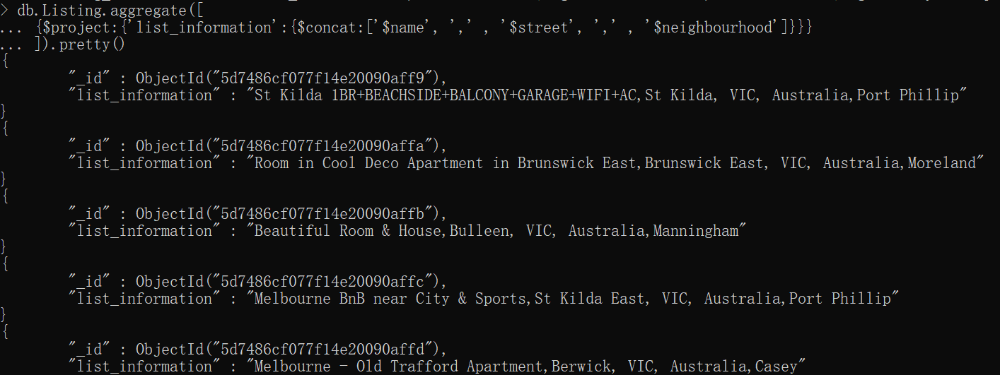 > db.Listing.aggregate([
... {$project:{'list_information':{$concat:['$name', ',' , '$street', ',' , '$neighbourhood']}}}
... ]).pretty()
{
"_id" : ObjectId("5d7486cf077f14e20090aff9"),
"list_information" : "St Kilda 1BR+BEACHSIDE+BALCONY+GARAGE+WIFI+AC,St Kilda, VIC, Australia,Port Phillip"
}
{
"_id" : ObjectId("5d7486cf077f14e20090affa"),
"list_information" : "Room in Cool Deco Apartment in Brunswick East,Brunswick East, VIC, Australia,Moreland"
}
{
"_id" : ObjectId("5d7486cf077f14e20090affb"),
"list_information" : "Beautiful Room & House,Bulleen, VIC, Australia,Manningham"
}
{
"_id" : ObjectId("5d7486cf077f14e20090affc"),
"list_information" : "Melbourne BnB near City & Sports,St Kilda East, VIC, Australia,Port Phillip"
}
{
"_id" : ObjectId("5d7486cf077f14e20090affd"),
"list_information" : "Melbourne - Old Trafford Apartment,Berwick, VIC, Australia,Casey"